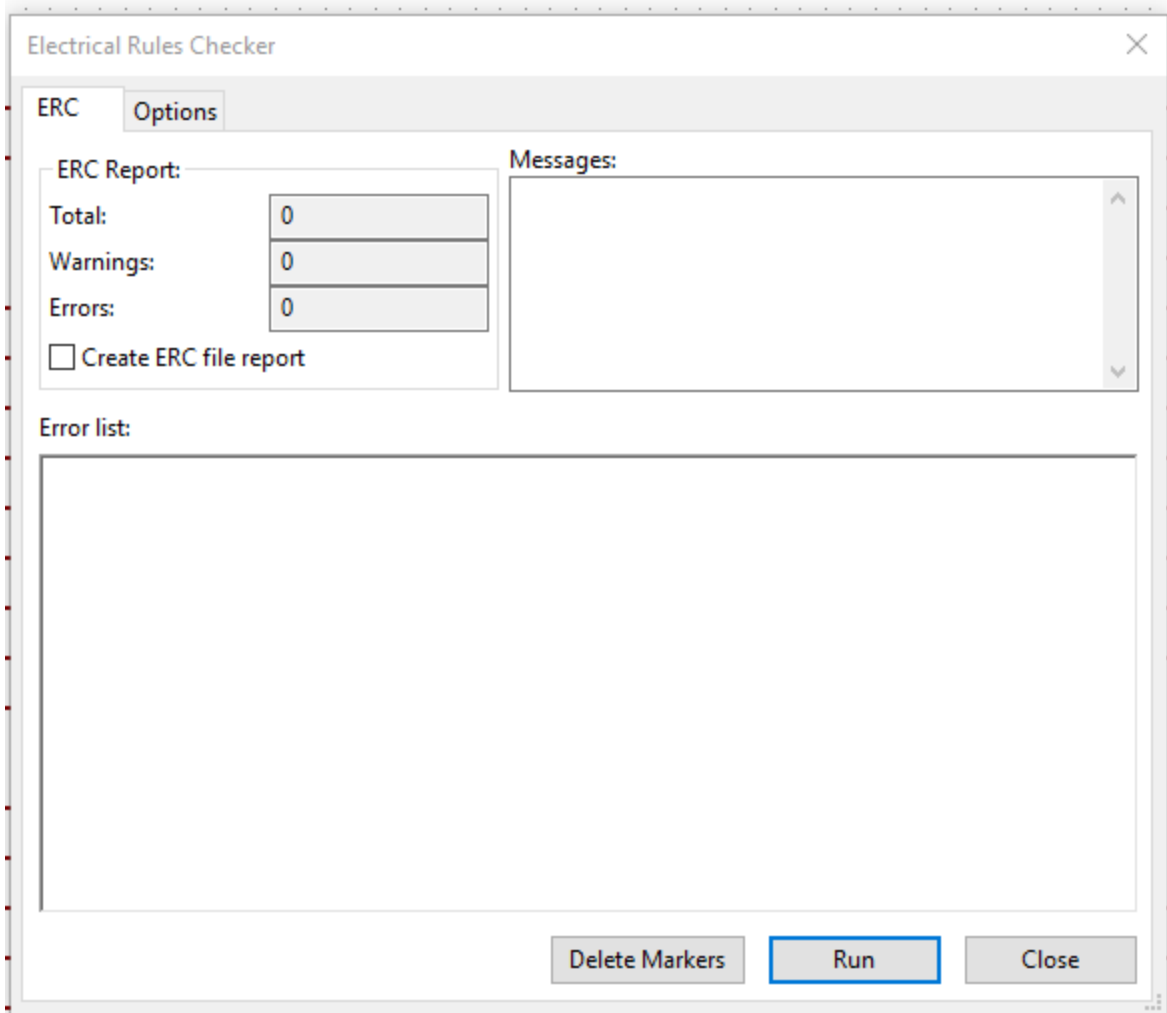 Electrical Rules Checker
ERC
Options
ERC Report:
Total:
0
Warnings:
0
Errors:
0
Create ERC file report
Messages:
Error list:
Delete Markers
Run
Close